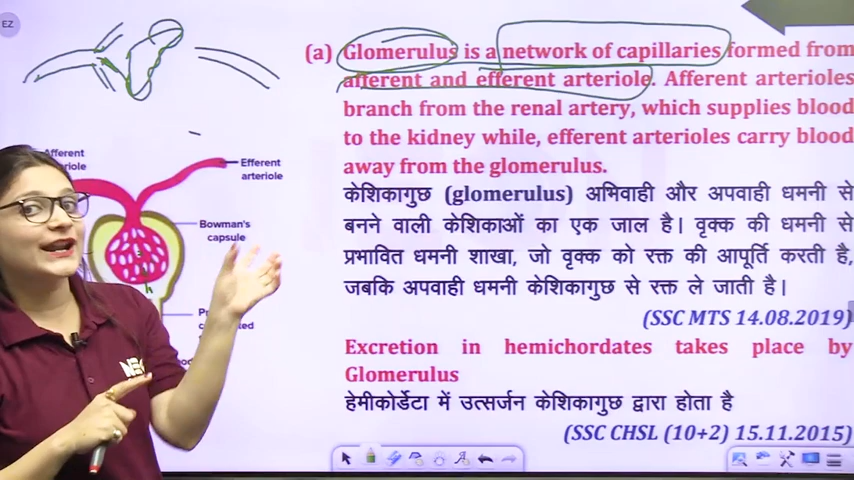 EZ
(a) Glomerulus is a network of capillaries formed from
afferent and efferent arteriole. Afferent arterioles
branch from the renal artery, which supplies blood
to the kidney while, efferent arterioles carry blood
away from the glomerulus.
केशिकागुछ (glomerulus) अभिवाही और अपवाही धमनी से
बनने वाली केशिकाओं का एक जाल है। वृक्क की धमनी से
प्रभावित धमनी शाखा, जो वृक्क को रक्त की आपूर्ति करती है,
जबकि अपवाही धमनी केशिकागुछ से रक्त ले जाती है।
(SSC MTS 14.08.2019)
Excretion in hemichordates takes place by
Glomerulus
हेमीकोर्डेटा में उत्सर्जन केशिकागुछ द्वारा होता है
(SSC CHSL (10+2) 15.11.2015)
Afferent
Efferent
arteriole
Bowman's
capsule